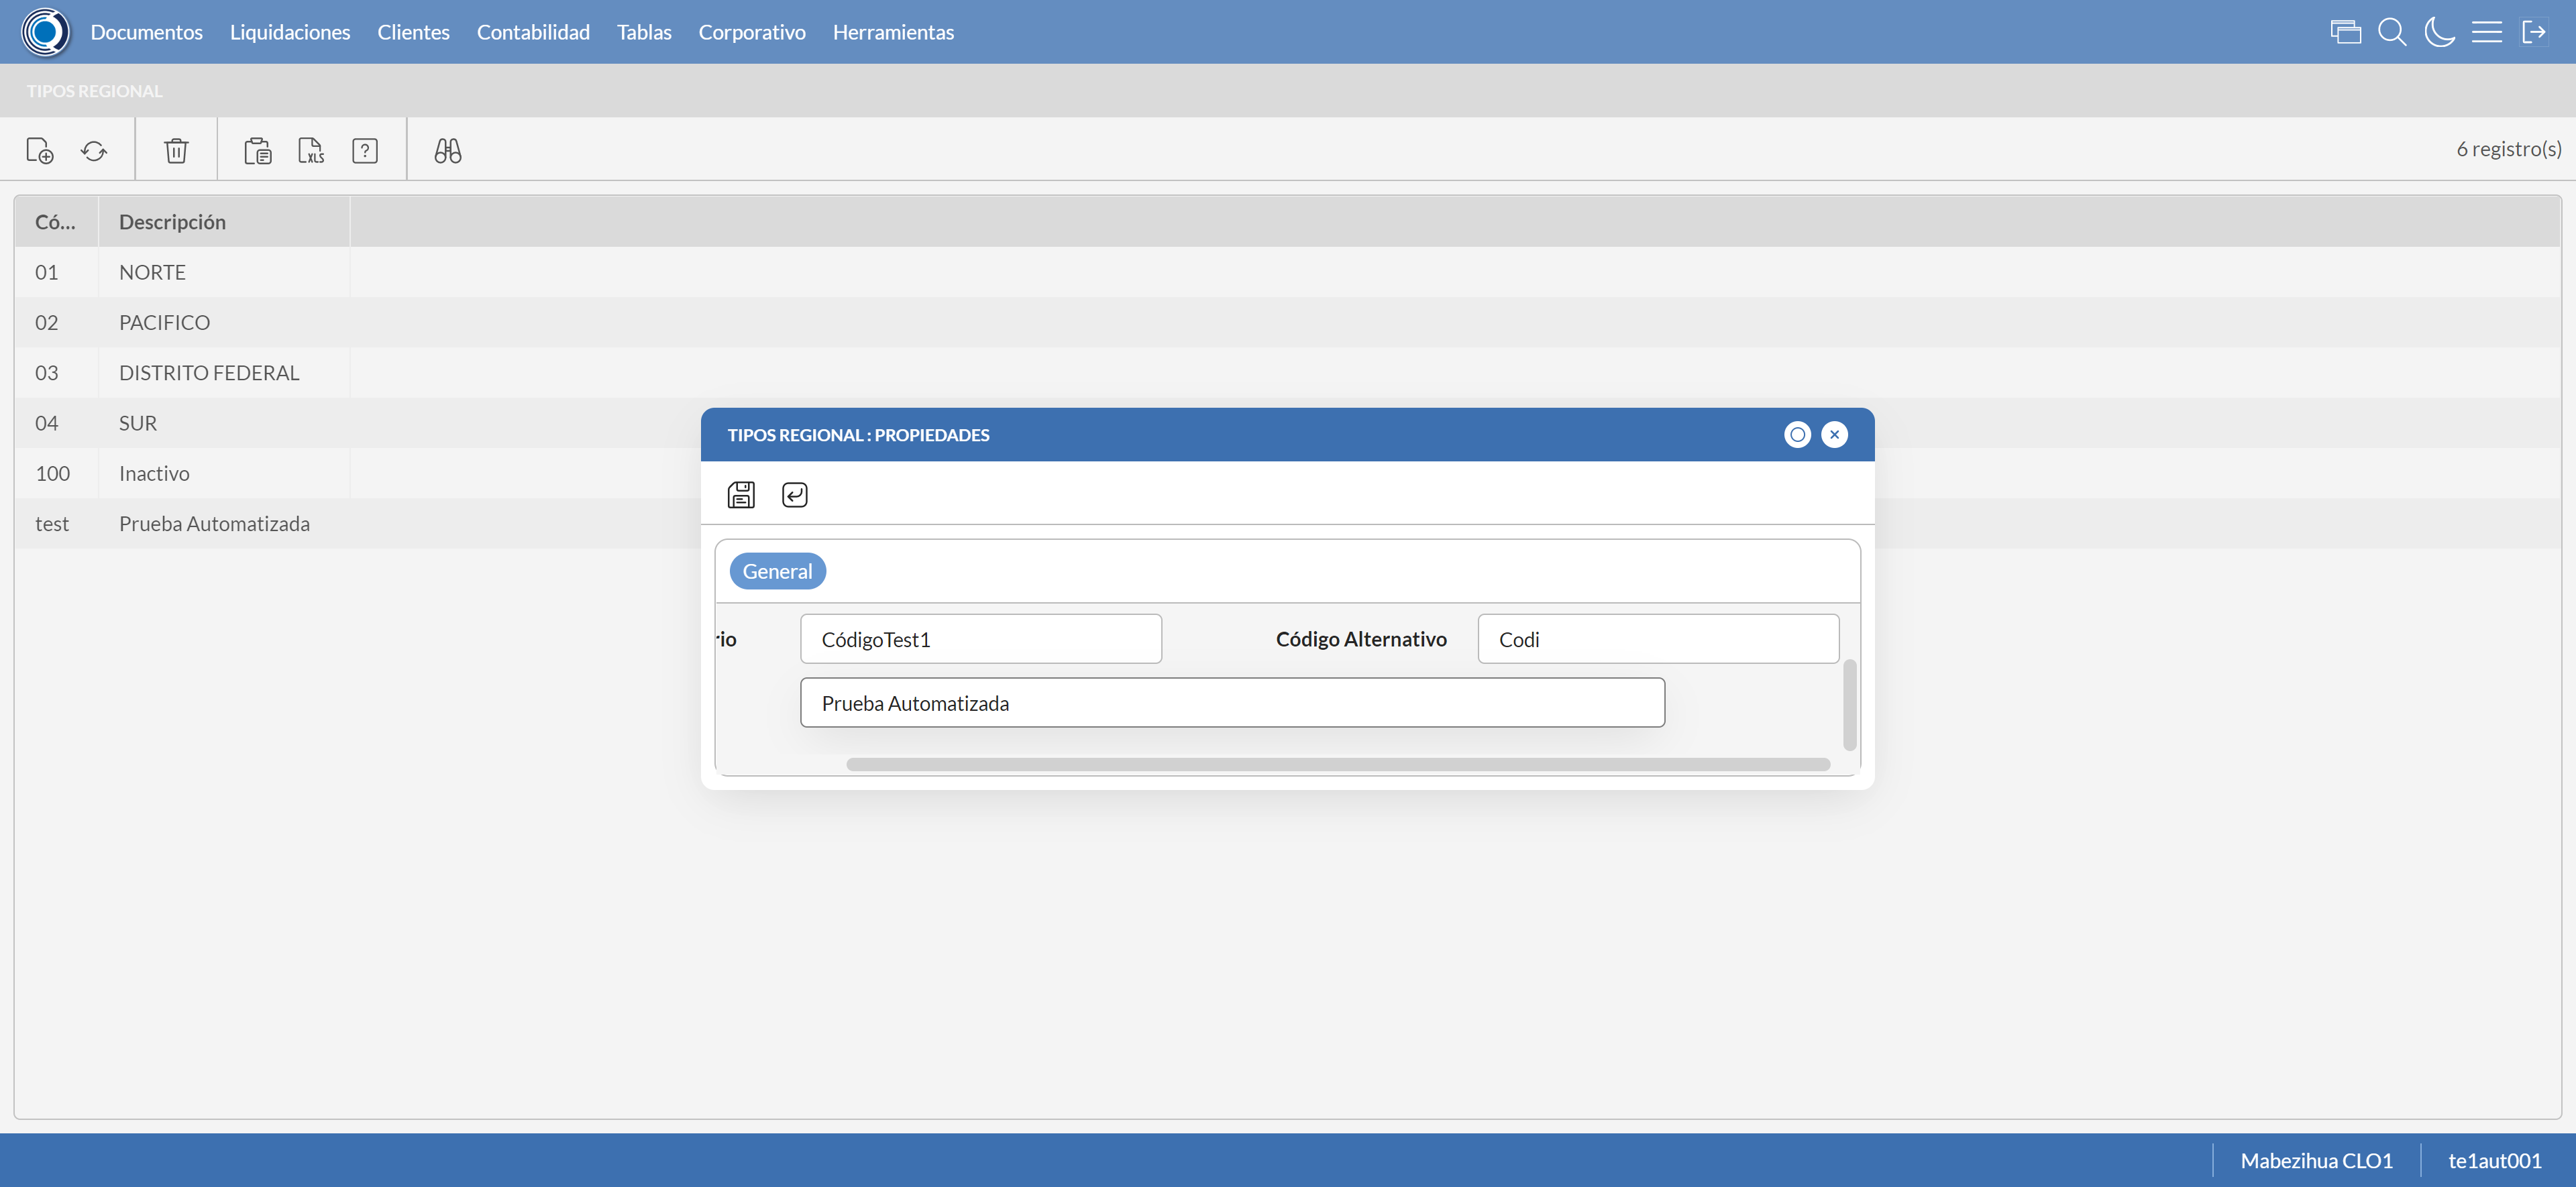 Documentos Liquidaciones Clientes Contabilidad Tablas Corporativo Herramientas
TIPOS REGIONAL
XLS ? 6 registro(s)
Có... Descripción
01 NORTE
02 PACIFICO
03 DISTRITO FEDERAL
04 SUR
100 Inactivo
test Prueba Automatizada
TIPOS REGIONAL : PROPIEDADES
General
rio CódigoTest1 Código Alternativo Codi
Prueba Automatizada
Mabezihua CLO1 te1aut001